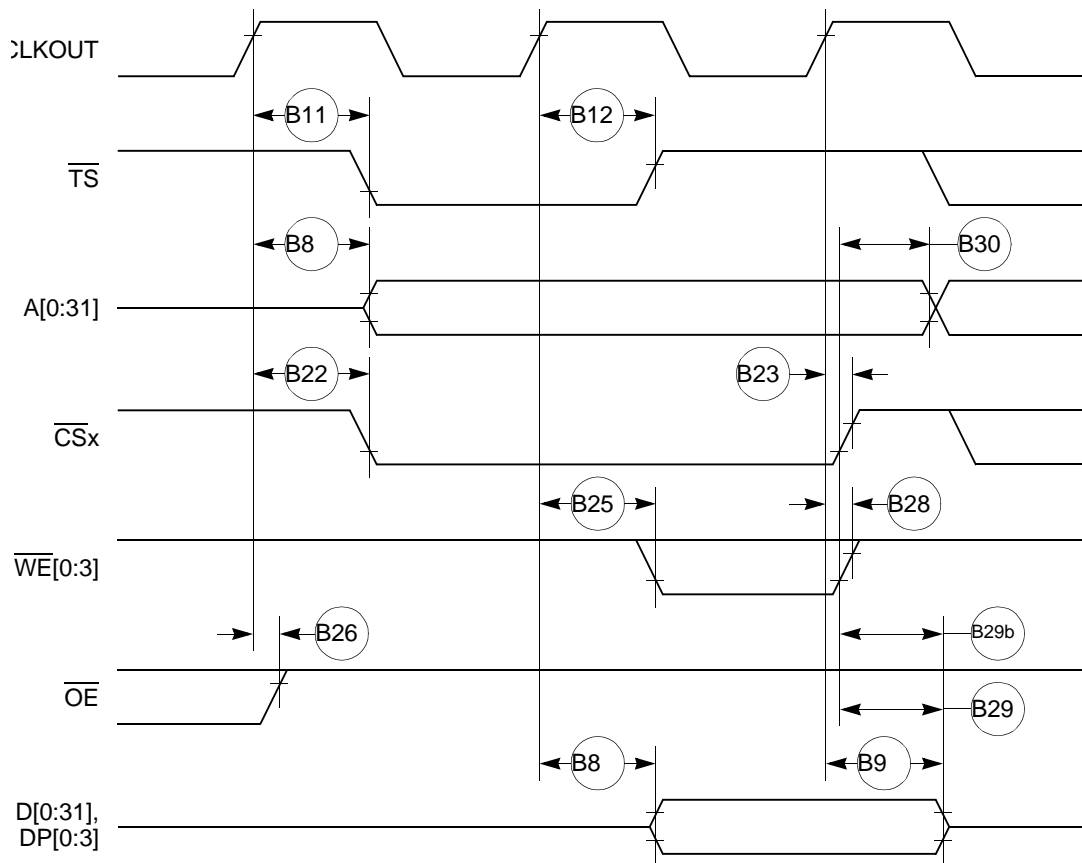 CLKOUT
B11
B12
TS
B8
B30
A[0:31]
B22
B23
CSx
B25
B28
WE[0:3]
B26
B29b
OE
B29
B8
B9
D[0:31],
DP[0:3]